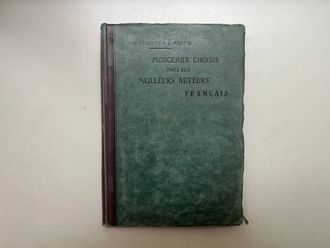 MORCEAUX CHOISIS
TIRÉS DES
MEILLEURS AUTEURS
FRANÇAIS